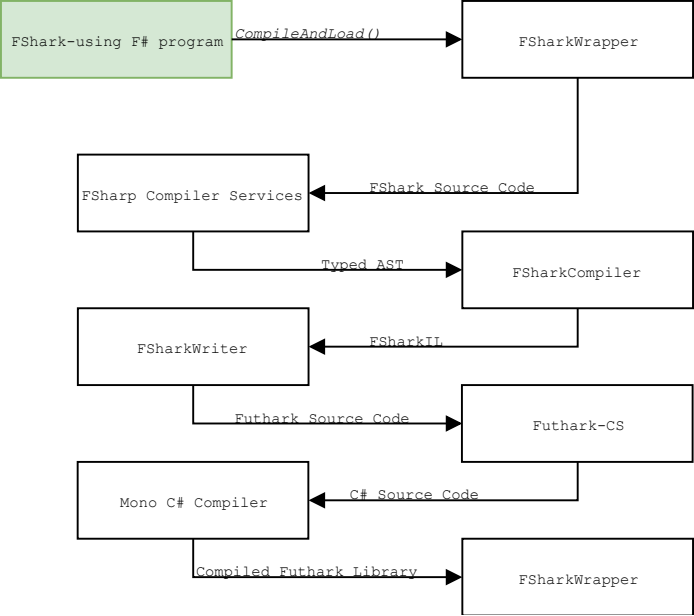 FShark-using F# program
CompileAndLoad()
FSharkWrapper
FShark Source Code
FSharp Compiler Services
Typed AST
FSharkCompiler
FSharkIL
FSharkWriter
Futhark Source Code
Futhark-CS
C# Source Code
Mono C# Compiler
Compiled Futhark Library
FSharkWrapper